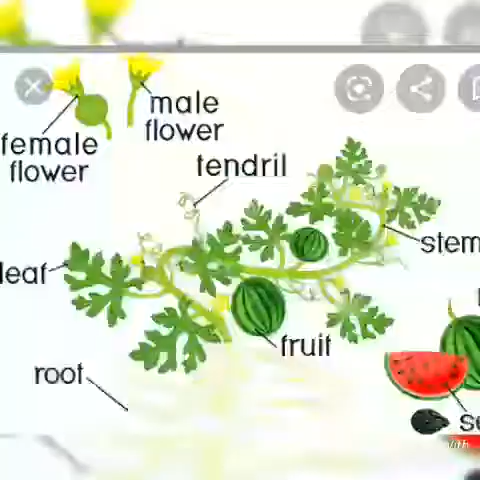 male
flower
female
flower
tendril
stem
leaf
fruit
root